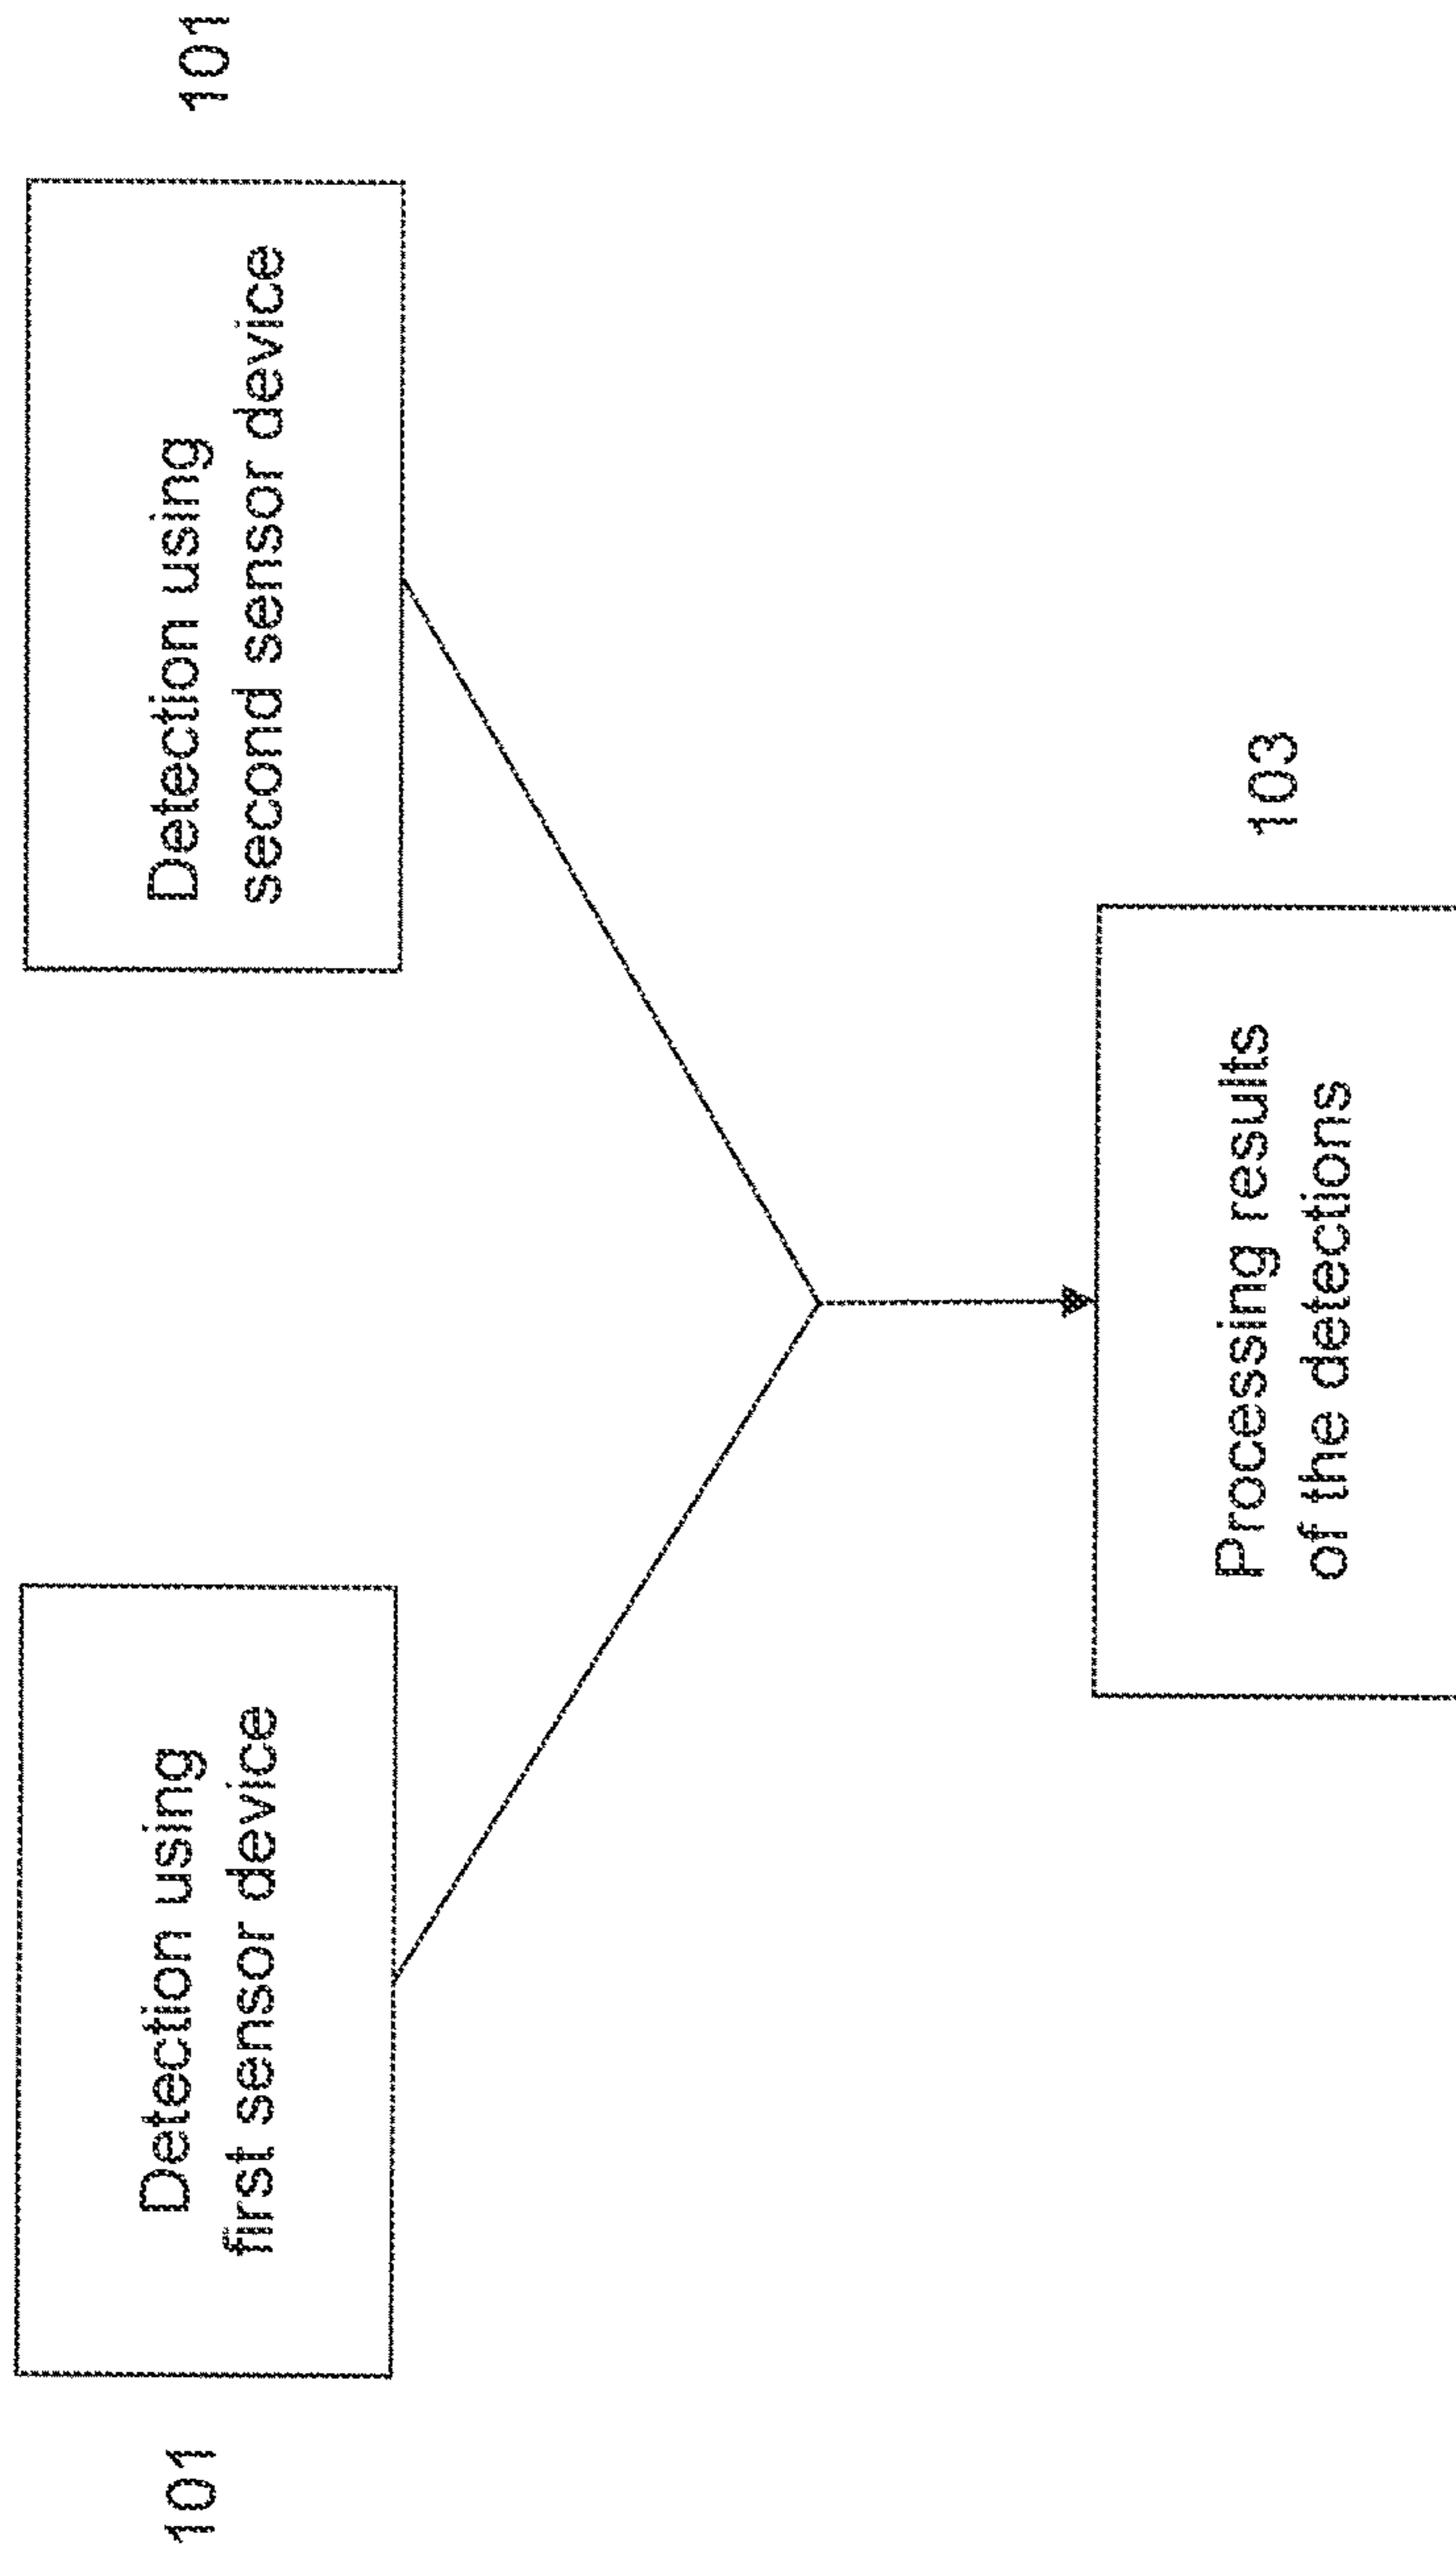 101
Detection using
first sensor device
Detection using
second sensor device
101
Processing results
of the detections
103